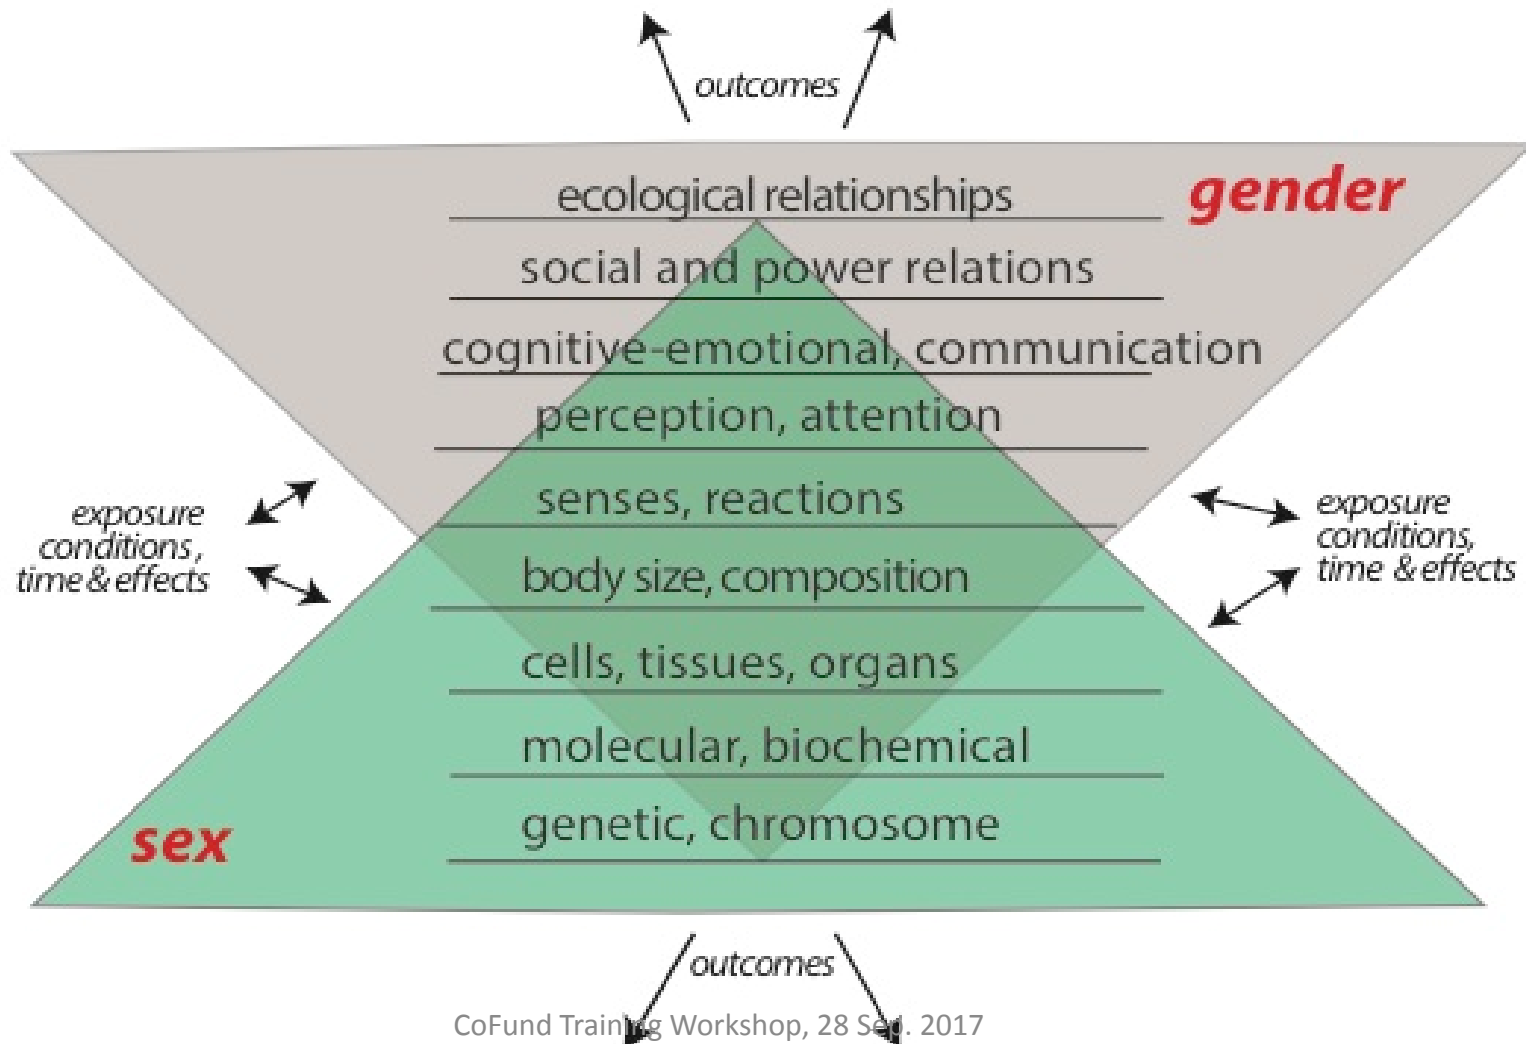 outcomes
ecological relationships
gender
social and power relations
cognitive-emotional, communication
perception, attention
senses, reactions
exposure
conditions,
time & effects
exposure
conditions,
time & effects
body size, composition
cells, tissues, organs
molecular, biochemical
genetic, chromosome
sex
outcomes
CoFund Training Workshop, 28 Sep. 2017